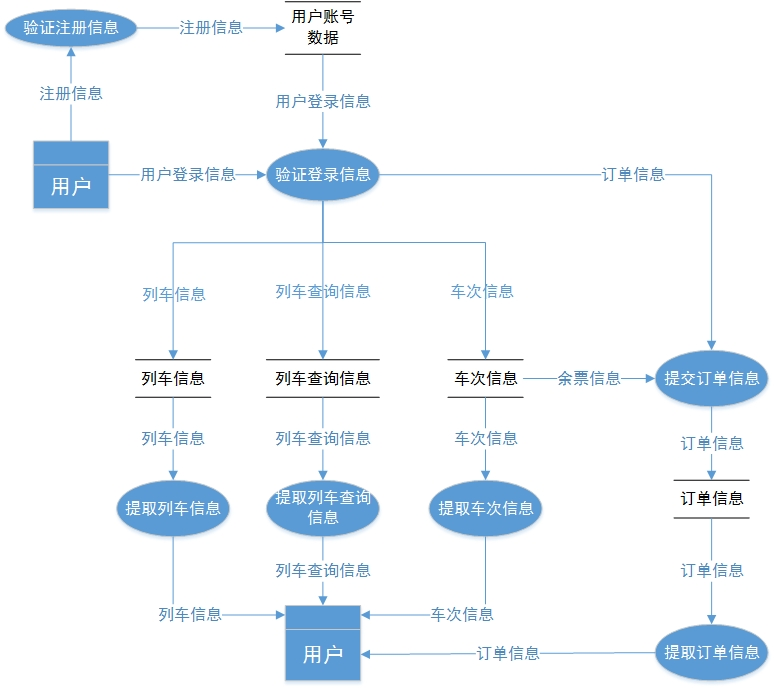 验证注册信息
注册信息
用户账号
数据
注册信息
用户登录信息
用户
用户登录信息
验证登录信息
订单信息
列车信息
列车查询信息
车次信息
列车信息
列车查询信息
车次信息
余票信息
提交订单信息
列车信息
列车查询信息
车次信息
订单信息
提取列车信息
提取列车查询
信息
提取车次信息
订单信息
列车查询信息
订单信息
列车信息
车次信息
用户
订单信息
提取订单信息